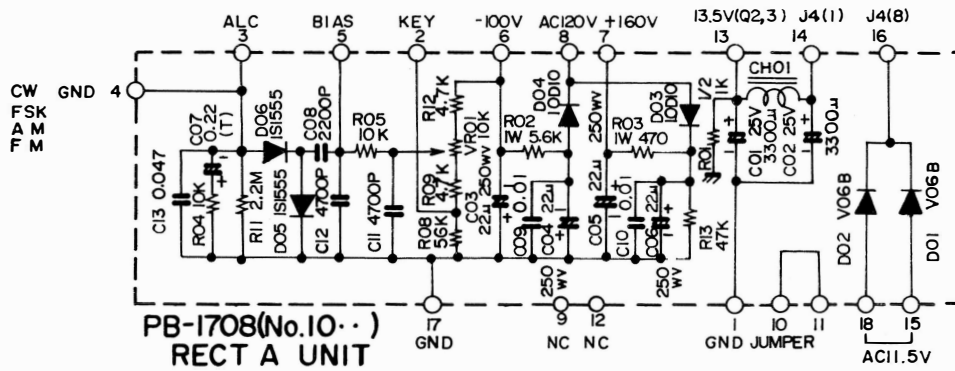 ALC BIAS KEY -100V AC120V +160V 13.5V(Q2,3) J4(1) J4(8)
3 5 2 6 8 7 13 14 16
CW GND 4
FSK
AM
FM
C13 0.047
C07 0.22 (T)
R04 10K
R11 2.2M
D06 1S1555
D05 1S1555
C08 2200P
C12 4700P
R05
10K
C11 4700P
R12 4.7K
VR01 10K
R09 4.7K
R08 56K
C03 22μ 250WV
R02
1W 5.6K
C09 0.01
C04 22μ
250WV
D04 10D10
250WV
C05 22μ
R03
1W 470
C10 0.01
C06 22μ
250WV
D03 10D10
R13
47K
R01 1/2 1K
CH01
C01 25V
3300μ
C02 25V
3300μ
D02 V06B
D01 V06B
PB-1708(No.10··)
RECT A UNIT
17
GND
9 12
NC NC
1 10 11
GND JUMPER
18 15
AC11.5V